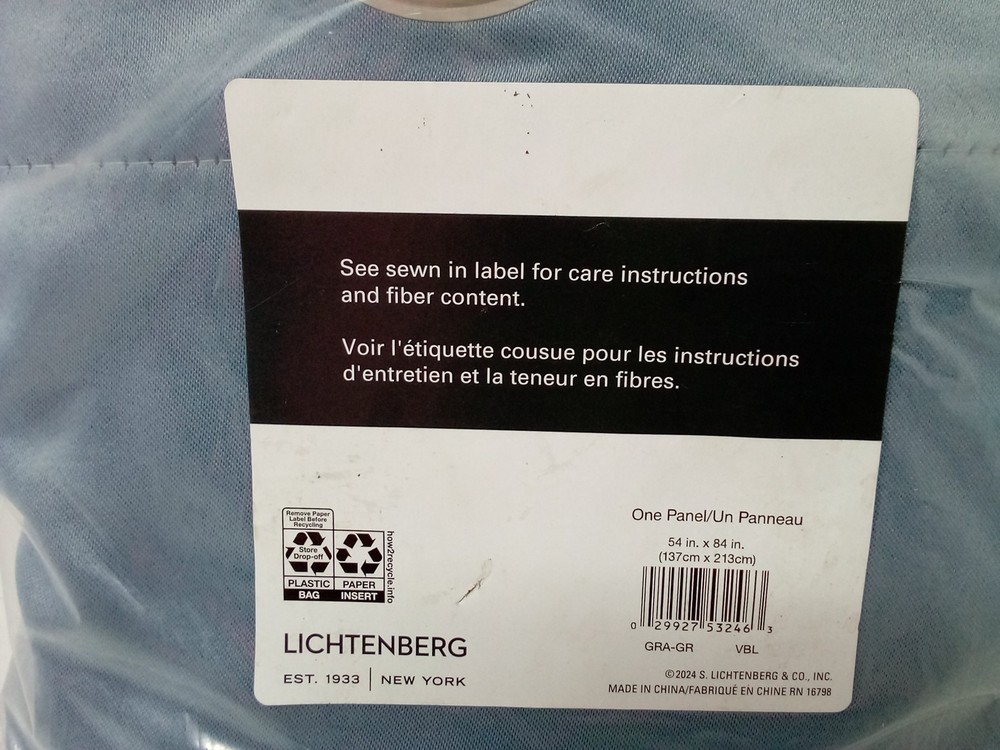 See sewn in label for care instructions
and fiber content.
Voir l'étiquette cousue pour les instructions
d'entretien et la teneur en fibres.
Remove Paper
Label Before
Recycling
Store
Drop-off
PLASTIC
BAG
PAPER
INSERT
how2recycle.info
LICHTENBERG
EST. 1933 | NEW YORK
One Panel/Un Panneau
54 in. x 84 in.
(137cm x 213cm)
0 29927 53246 3
GRA-GR VBL
©2024 S. LICHTENBERG & CO., INC.
MADE IN CHINA/FABRIQUÉ EN CHINE RN 16798